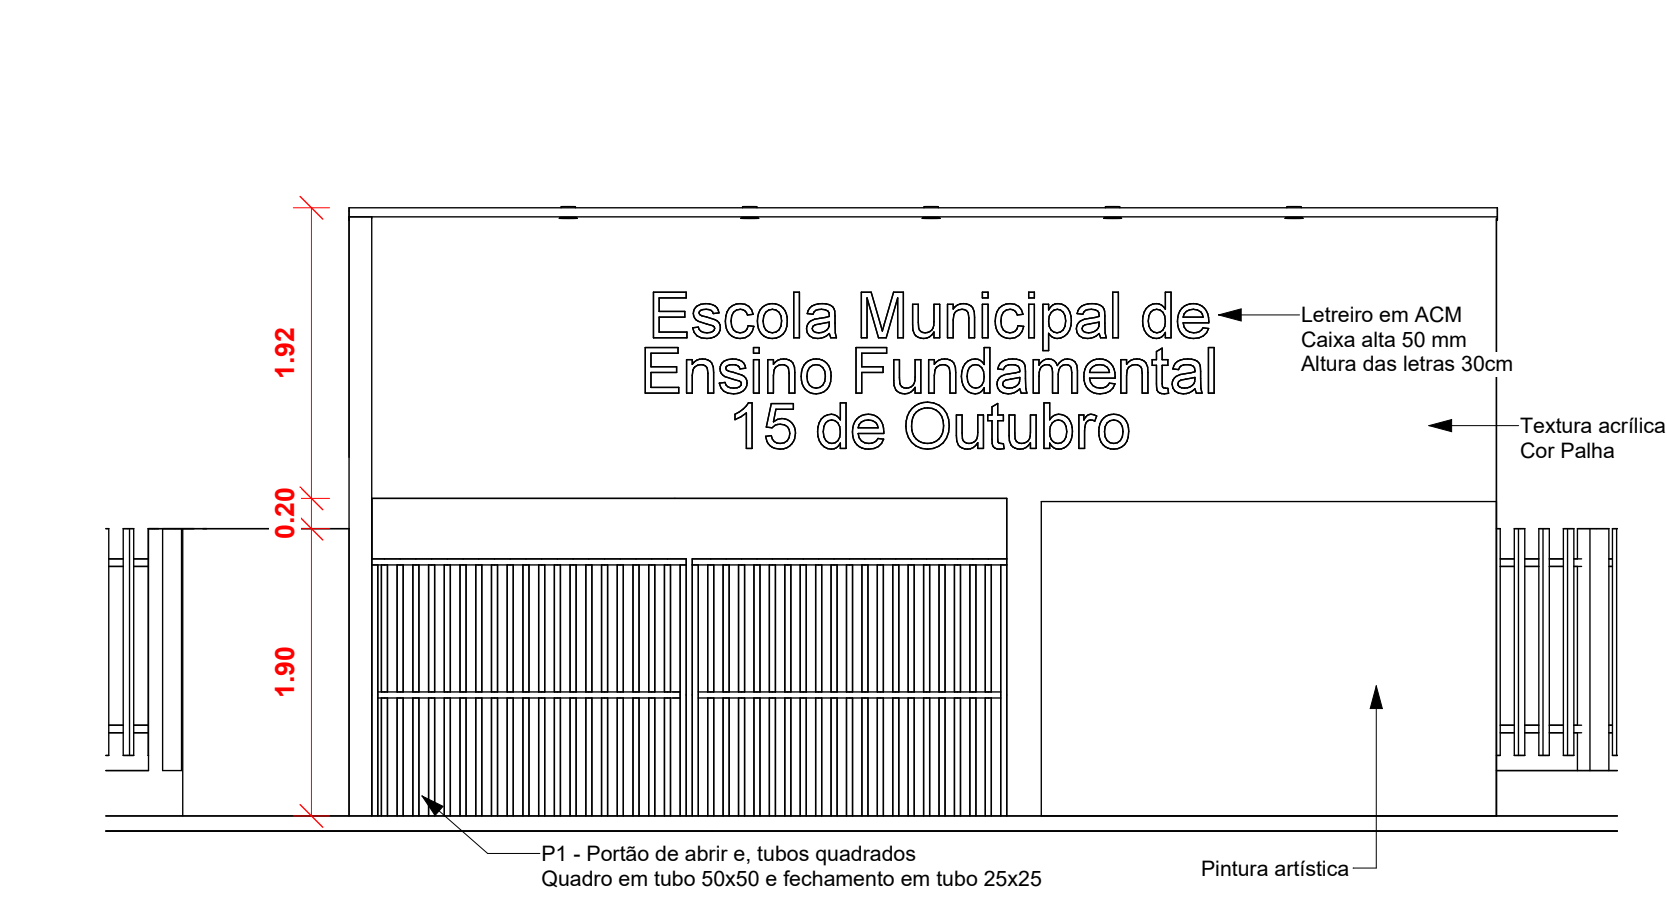 Escola Municipal de
Ensino Fundamental
15 de Outubro
Letreiro em ACM
Caixa alta 50 mm
Altura das letras 30cm
Textura acrílica
Cor Palha
1.92
0.20
1.90
P1 - Portão de abrir e, tubos quadrados
Quadro em tubo 50x50 e fechamento em tubo 25x25
Pintura artística